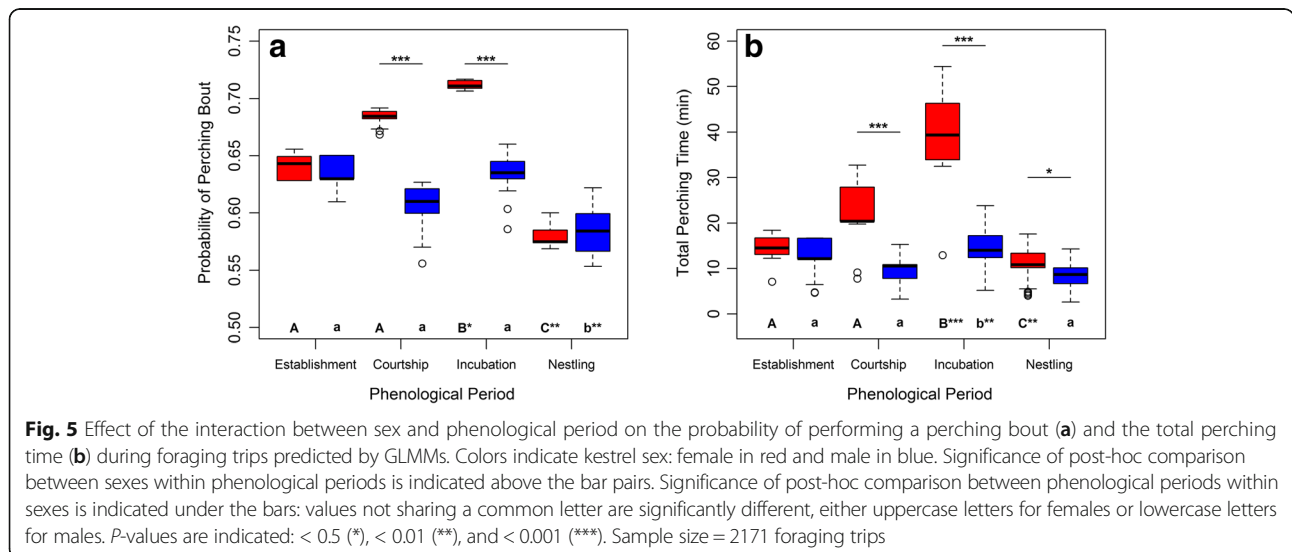 a
b
Probability of Perching Bout
0.75
0.70
0.65
0.60
0.55
0.50
*** ***
A a A a B* a C** b**
Establishment Courtship Incubation Nestling
Phenological Period
Total Perching Time (min)
60
50
40
30
20
10
0
*** *** *
A a A a B*** b** C** a
Establishment Courtship Incubation Nestling
Phenological Period
Fig. 5 Effect of the interaction between sex and phenological period on the probability of performing a perching bout (a) and the total perching
time (b) during foraging trips predicted by GLMMs. Colors indicate kestrel sex: female in red and male in blue. Significance of post-hoc comparison
between sexes within phenological periods is indicated above the bar pairs. Significance of post-hoc comparison between phenological periods within
sexes is indicated under the bars: values not sharing a common letter are significantly different, either uppercase letters for females or lowercase letters
for males. P-values are indicated: < 0.5 (*), < 0.01 (**), and < 0.001 (***). Sample size = 2171 foraging trips